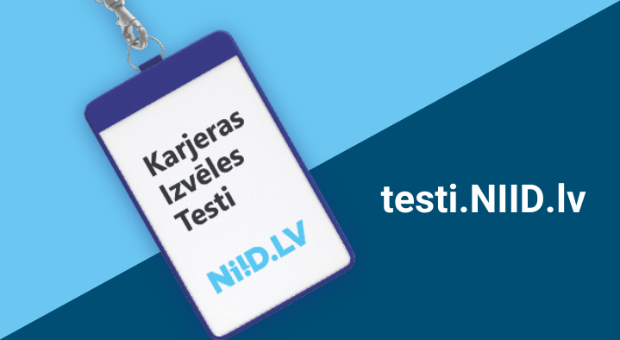 Karjeras
Izvēles
Testi
NiID.LV
testi.NIID.lv